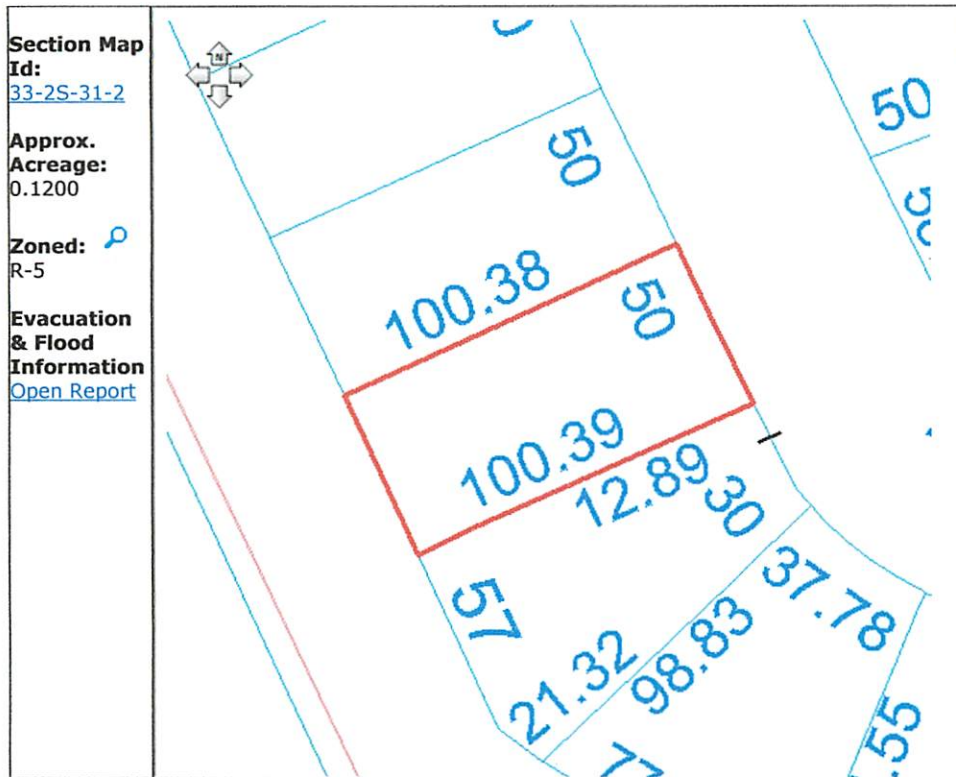 Section Map
Id:
33-2S-31-2
Approx.
Acreage:
0.1200
Zoned:
R-5
Evacuation
& Flood
Information
Open Report
N
50
50
100.38
50
100.39
12.89
30
57
37.78
21.32
98.83
.55